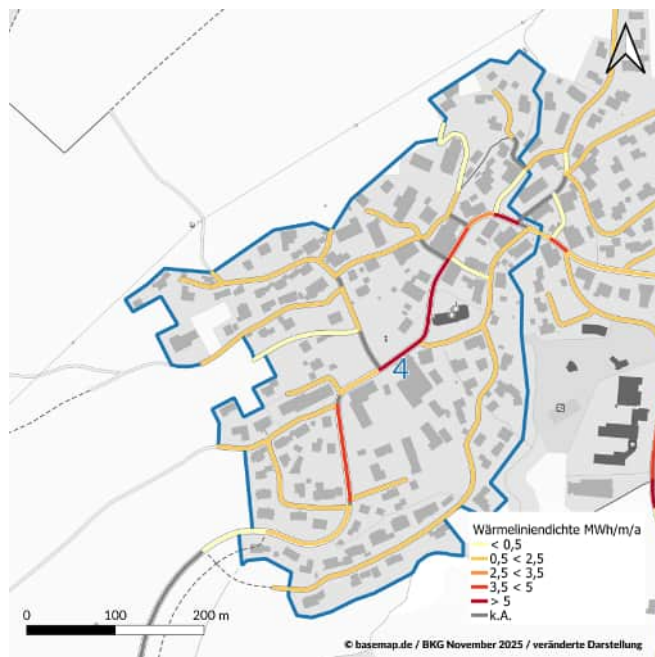 4
Wärmeliniendichte MWh/m/a
< 0,5
0,5 < 2,5
2,5 < 3,5
3,5 < 5
> 5
k.A.
0 100 200 m
© basemap.de / BKG November 2025 / veränderte Darstellung